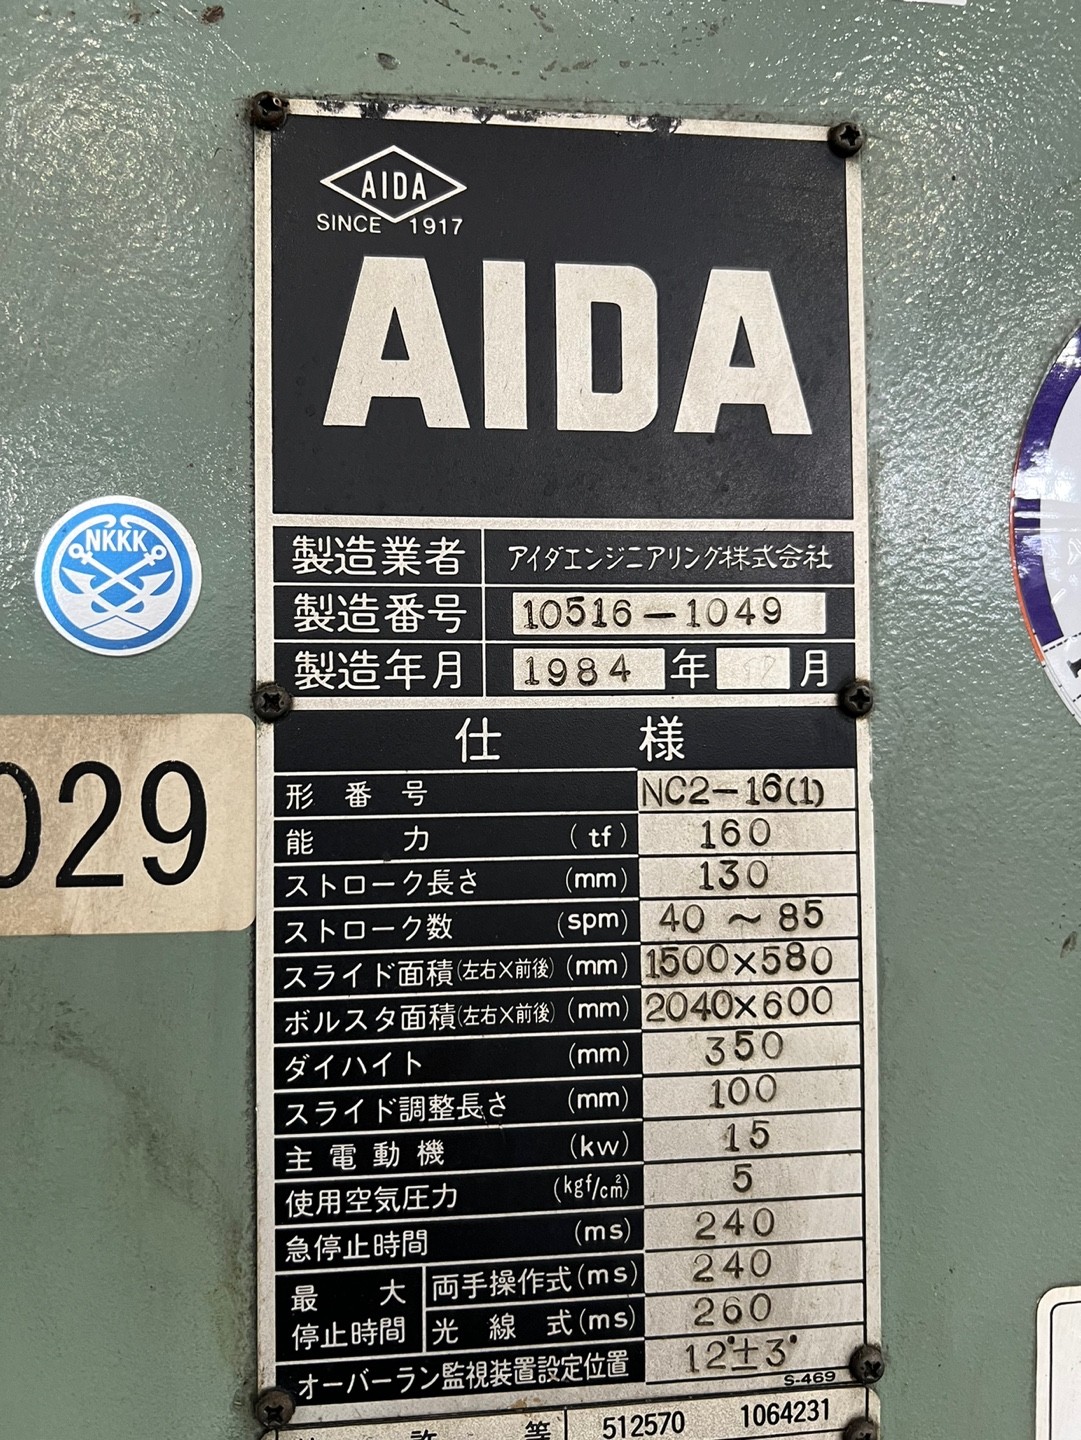 AIDA
SINCE 1917
AIDA
NKKK
製造業者 アイダエンジニアリング株式会社
製造番号 10516-1049
製造年月 1984 年 月
029
仕様
形番号 NC2-16(1)
能力 (tf) 160
ストローク長さ (mm) 130
ストローク数 (spm) 40 ~ 85
スライド面積(左右×前後) (mm) 1500×580
ボルスタ面積(左右×前後) (mm) 2040×600
ダイハイト (mm) 350
スライド調整長さ (mm) 100
主電動機 (kw) 15
使用空気圧力 (kgf/cm²) 5
急停止時間 (ms) 240
最大停止時間 両手操作式(ms) 240
光線式(ms) 260
オーバーラン監視装置設定位置 12°±3°
S-469
許等 512570 1064231